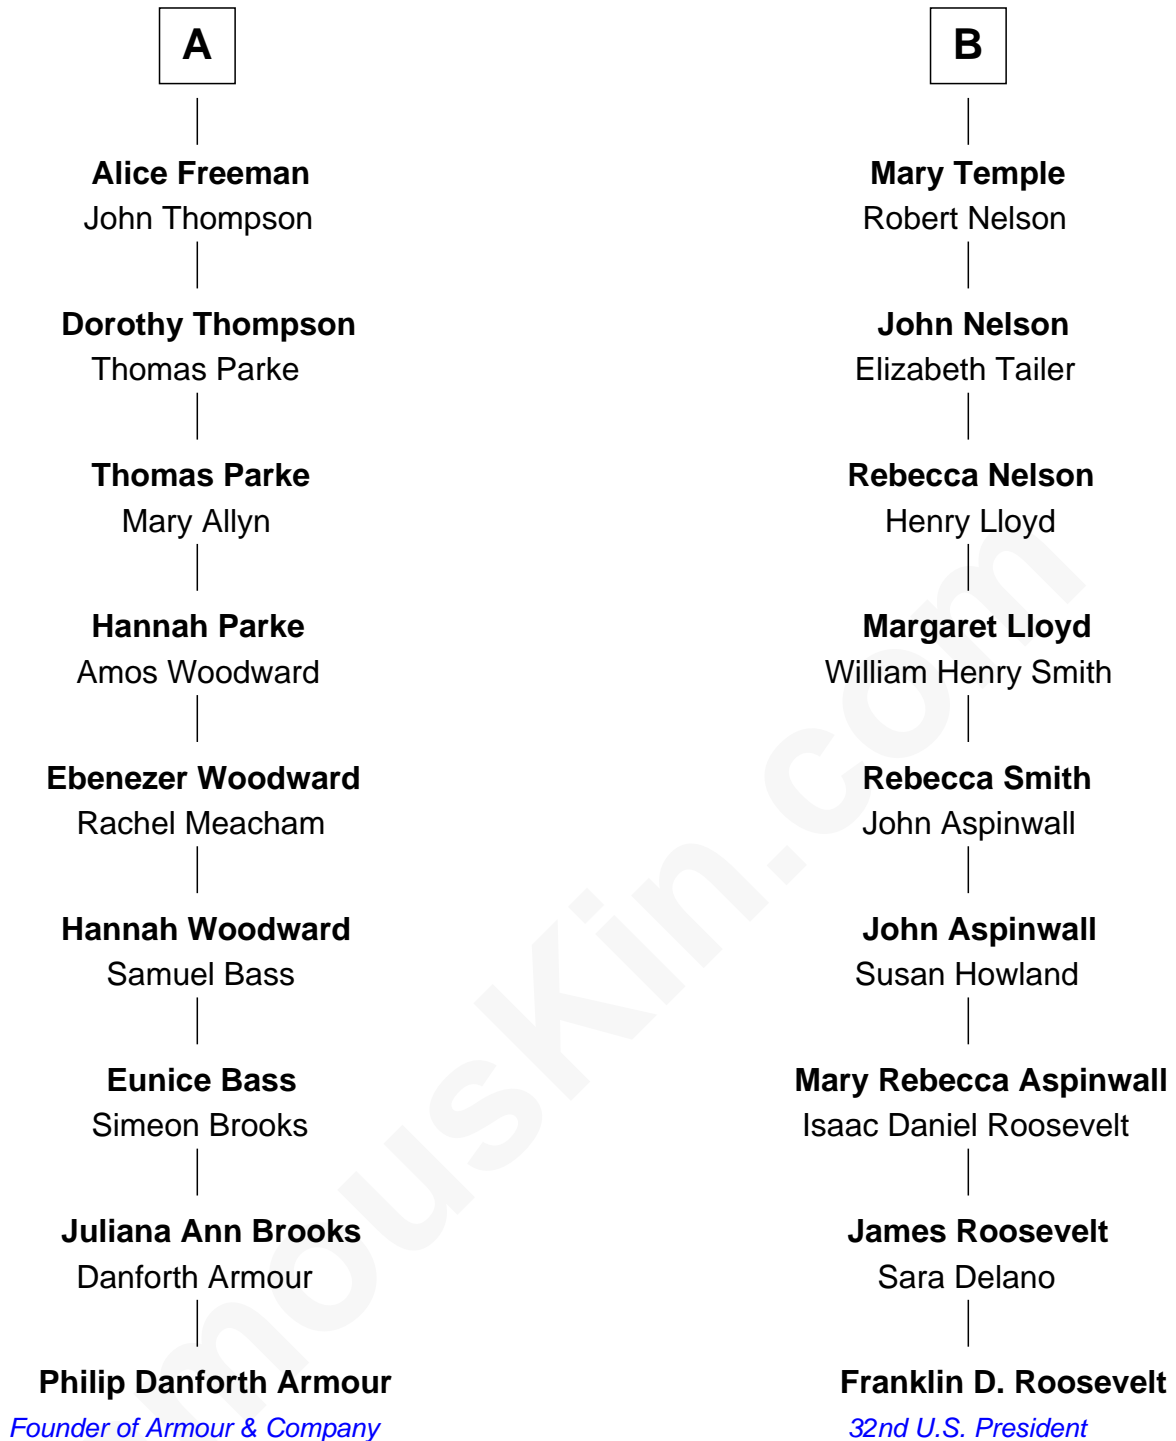 A
Alice Freeman
John Thompson
Dorothy Thompson
Thomas Parke
Thomas Parke
Mary Allyn
Hannah Parke
Amos Woodward
Ebenezer Woodward
Rachel Meacham
Hannah Woodward
Samuel Bass
Eunice Bass
Simeon Brooks
Juliana Ann Brooks
Danforth Armour
Philip Danforth Armour
Founder of Armour & Company
B
Mary Temple
Robert Nelson
John Nelson
Elizabeth Tailer
Rebecca Nelson
Henry Lloyd
Margaret Lloyd
William Henry Smith
Rebecca Smith
John Aspinwall
John Aspinwall
Susan Howland
Mary Rebecca Aspinwall
Isaac Daniel Roosevelt
James Roosevelt
Sara Delano
Franklin D. Roosevelt
32nd U.S. President
mousKin.com